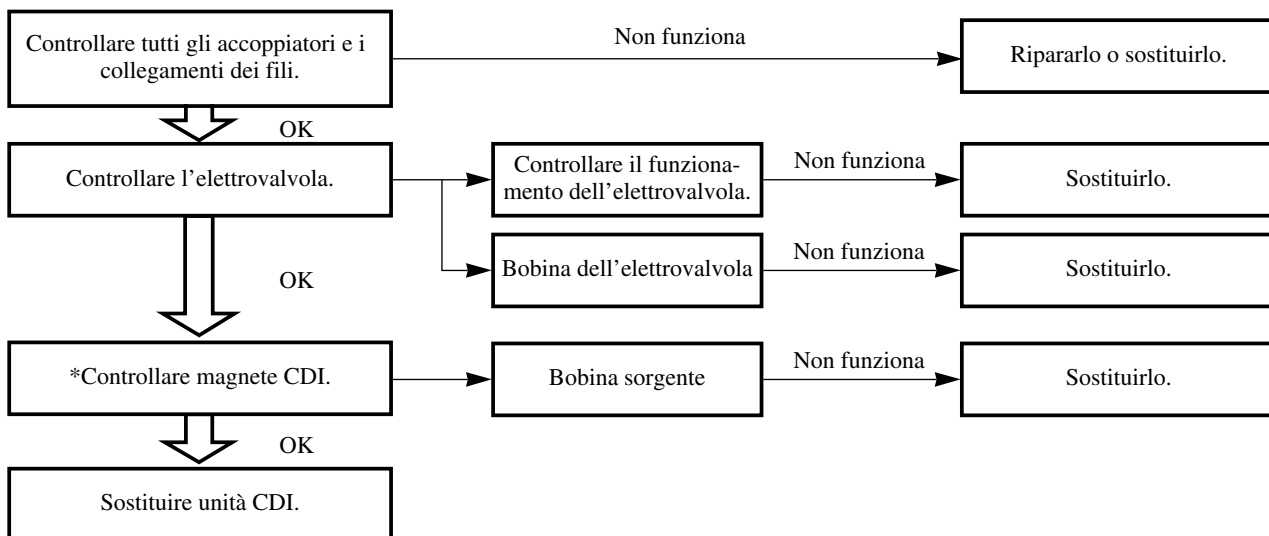 Controllare tutti gli accoppiatori e i
collegamenti dei fili.
Non funziona
Ripararlo o sostituirlo.
OK
Controllare l'elettrovalvola.
Controllare il funziona-
mento dell'elettrovalvola.
Non funziona
Sostituirlo.
Bobina dell'elettrovalvola
Non funziona
Sostituirlo.
OK
*Controllare magnete CDI.
Bobina sorgente
Non funziona
Sostituirlo.
OK
Sostituire unità CDI.